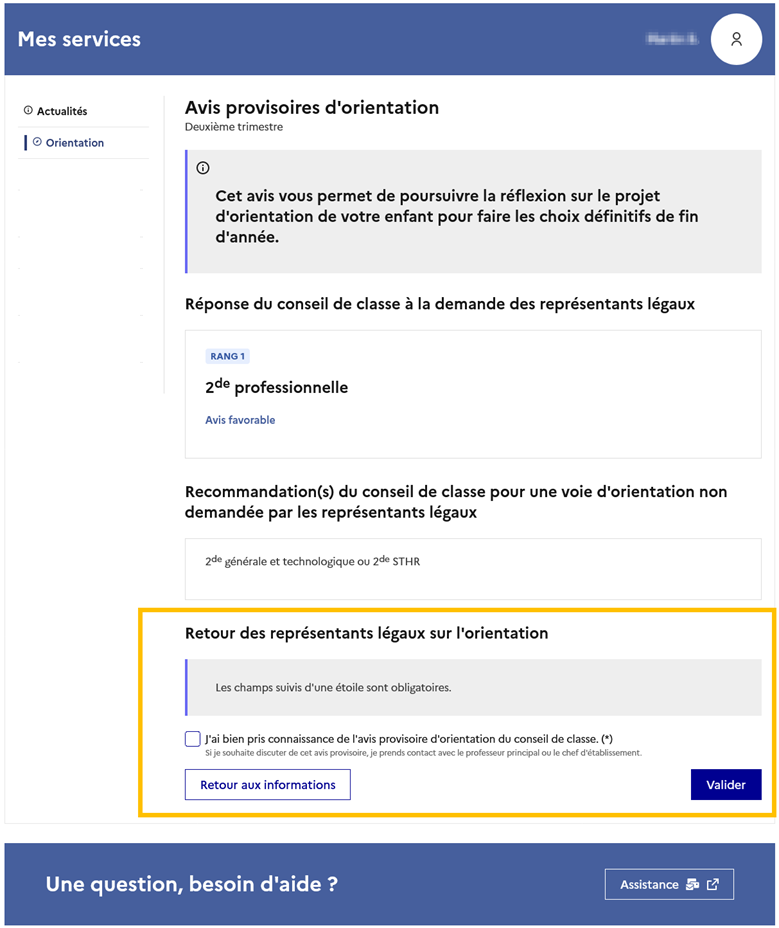 Mes services
Actualités
Orientation
Avis provisoires d'orientation
Deuxième trimestre
Cet avis vous permet de poursuivre la réflexion sur le projet
d'orientation de votre enfant pour faire les choix définitifs de fin
d'année.
Réponse du conseil de classe à la demande des représentants légaux
RANG 1
2de professionnelle
Avis favorable
Recommandation(s) du conseil de classe pour une voie d'orientation non
demandée par les représentants légaux
2de générale et technologique ou 2de STHR
Retour des représentants légaux sur l'orientation
Les champs suivis d'une étoile sont obligatoires.
J'ai bien pris connaissance de l'avis provisoire d'orientation du conseil de classe. (*)
Si je souhaite discuter de cet avis provisoire, je prends contact avec le professeur principal ou le chef d'établissement.
Retour aux informations
Valider
Une question, besoin d'aide ?
Assistance